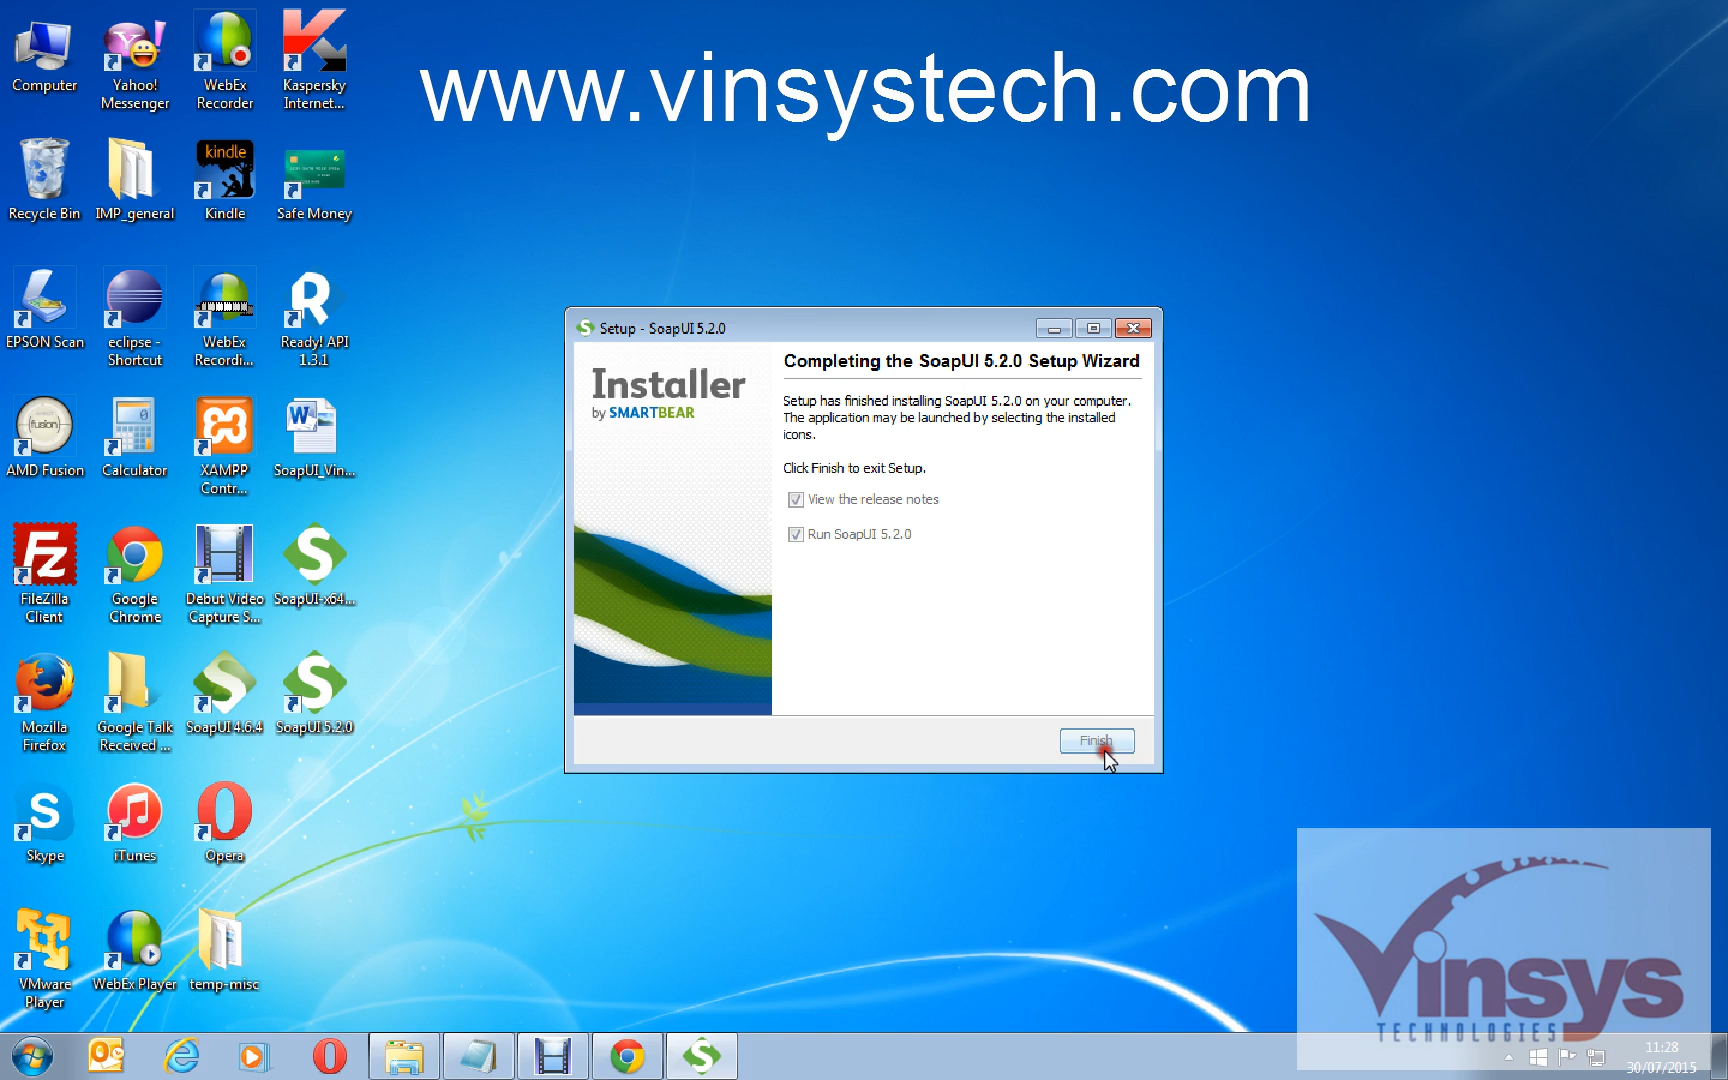 www.vinsystech.com
Computer
Yahoo!
Messenger
WebEx
Recorder
Kaspersky
Internet...
Recycle Bin
IMP_general
kindle
Kindle
Safe Money
EPSON Scan
eclipse -
Shortcut
WebEx
Recordi...
Ready! API
1.3.1
fusion
AMD Fusion
Calculator
XAMPP
Contr...
SoapUI_Vin...
FileZilla
Client
Google
Chrome
Debut Video
Capture S...
SoapUI-x64...
Mozilla
Firefox
Google Talk
Received ...
SoapUI 4.6.4
SoapUI 5.2.0
Skype
iTunes
Opera
VMware
Player
WebEx Player
temp-misc
Setup - SoapUI 5.2.0
Installer
by SMARTBEAR
Completing the SoapUI 5.2.0 Setup Wizard
Setup has finished installing SoapUI 5.2.0 on your computer.
The application may be launched by selecting the installed
icons.
Click Finish to exit Setup.
View the release notes
Run SoapUI 5.2.0
Finish
Vinsys
TECHNOLOGIES
11:28
30/07/2015